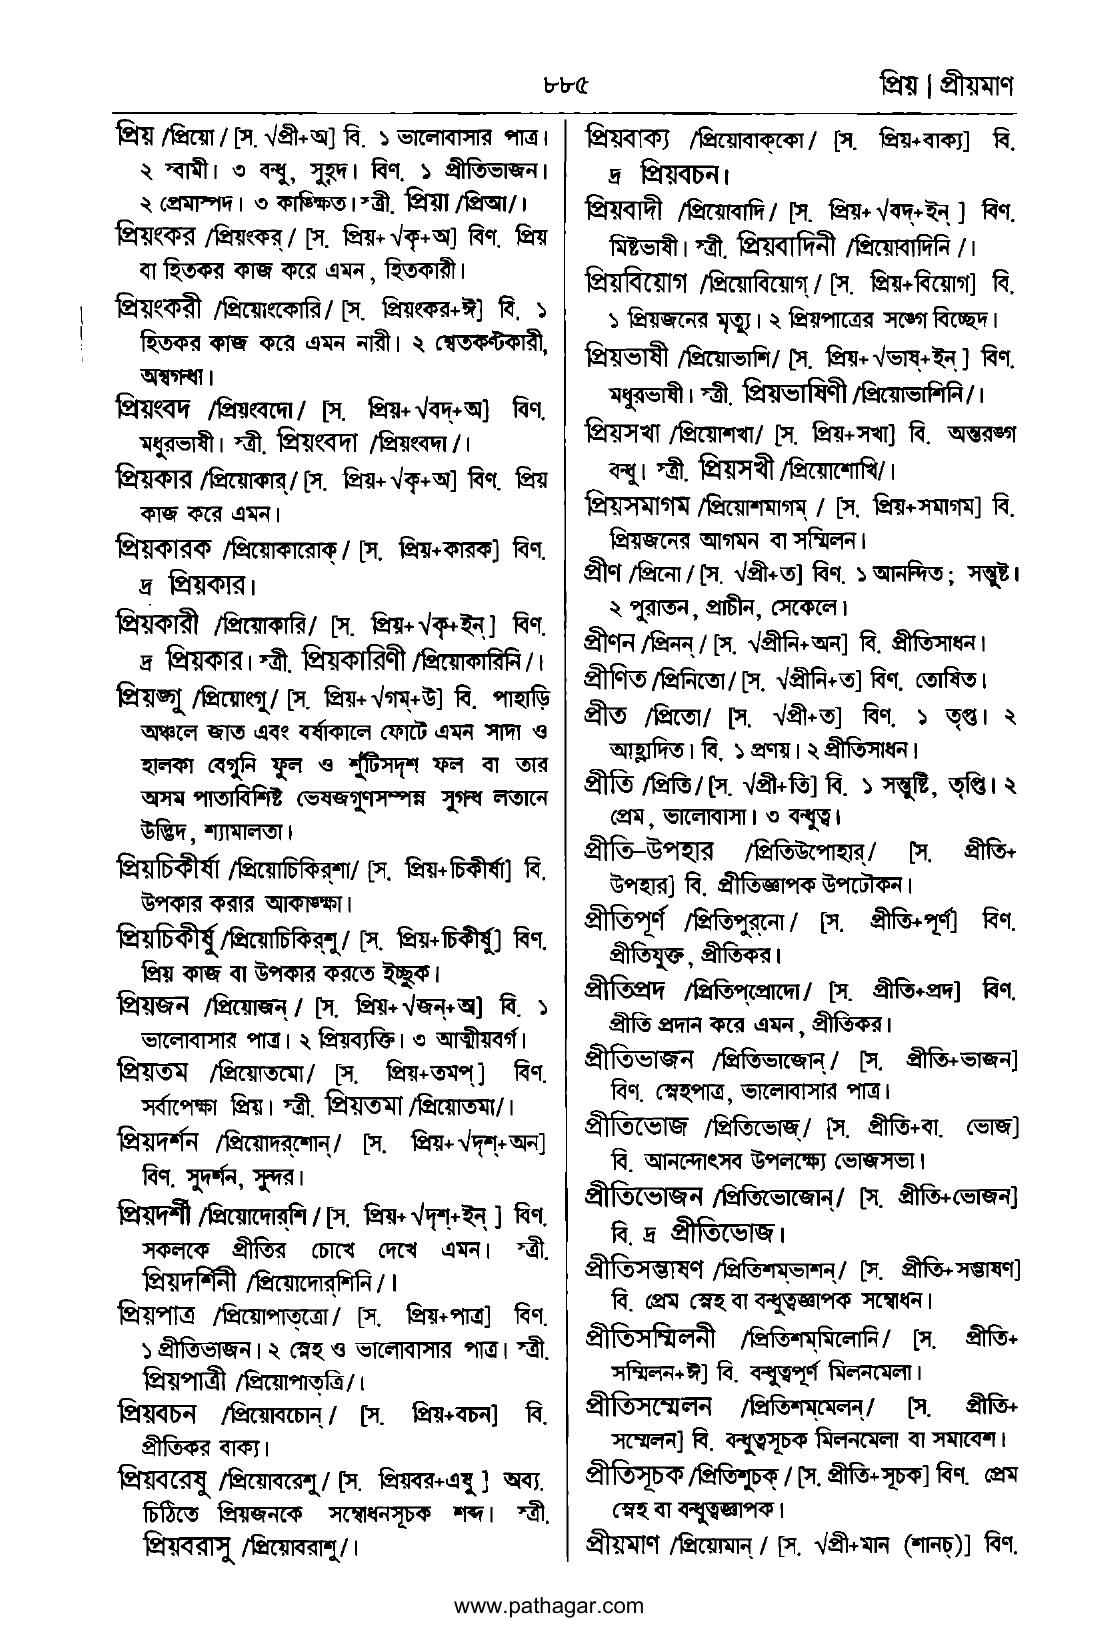 ৮৮৫
প্রিয় | প্রীয়মাণ
প্রিয় /প্রিয়ো / [স. √প্রী+অ] বি. ১ ভালোবাসার পাত্র।
২ স্বামী। ৩ বন্ধু, সুহৃদ। বিণ. ১ প্রীতিভাজন।
২ প্রেমাস্পদ। ৩ কাঙ্ক্ষিত। স্ত্রী. প্রিয়া /প্রিআ/।
প্রিয়ংকর /প্রিয়ংকর্ / [স. প্রিয়+√কৃ+অ] বিণ. প্রিয়
বা হিতকর কাজ করে এমন, হিতকারী।
প্রিয়ংকরী /প্রিয়োংকোরি/ [স. প্রিয়ংকর+ঈ] বি. ১
হিতকর কাজ করে এমন নারী। ২ শ্বেতকণ্টকারী,
অশ্বগন্ধা।
প্রিয়ংবদ /প্রিয়ংবদো/ [স. প্রিয়+√বদ্+অ] বিণ.
মধুরভাষী। স্ত্রী. প্রিয়ংবদা /প্রিয়ংবদা/।
প্রিয়কার /প্রিয়োকার্ / [স. প্রিয়+√কৃ+অ] বিণ. প্রিয়
কাজ করে এমন।
প্রিয়কারক /প্রিয়োকারোক্ / [স. প্রিয়+কারক] বিণ.
দ্র প্রিয়কার।
প্রিয়কারী /প্রিয়োকারি/ [স. প্রিয়+√কৃ+ইন্ ] বিণ.
দ্র প্রিয়কার। স্ত্রী. প্রিয়কারিণী /প্রিয়োকারিনি/।
প্রিয়ঙ্গু /প্রিয়োংগু/ [স. প্রিয়+√গম্+উ] বি. পাহাড়ি
অঞ্চলে জাত এবং বর্ষাকালে ফোটে এমন সাদা ও
হালকা বেগুনি ফুল ও শুঁটিসদৃশ ফল বা তার
অসম পাতাবিশিষ্ট ভেষজগুণসম্পন্ন সুগন্ধ লতানে
উদ্ভিদ, শ্যামালতা।
প্রিয়চিকীর্ষা /প্রিয়োচিকির্‌শা/ [স. প্রিয়+চিকীর্ষা] বি.
উপকার করার আকাঙ্ক্ষা।
প্রিয়চিকীর্ষু /প্রিয়োচিকির্‌শু/ [স. প্রিয়+চিকীর্ষু] বিণ.
প্রিয় কাজ বা উপকার করতে ইচ্ছুক।
প্রিয়জন /প্রিয়োজন্ / [স. প্রিয়+√জন্+অ] বি. ১
ভালোবাসার পাত্র। ২ প্রিয়ব্যক্তি। ৩ আত্মীয়বর্গ।
প্রিয়তম /প্রিয়োতমো/ [স. প্রিয়+তমপ্ ] বিণ.
সর্বাপেক্ষা প্রিয়। স্ত্রী. প্রিয়তমা /প্রিয়োতমা/।
প্রিয়দর্শন /প্রিয়োদর্‌শোন্/ [স. প্রিয়+√দৃশ্+অন]
বিণ. সুদর্শন, সুন্দর।
প্রিয়দর্শী /প্রিয়োদোর্‌শি / [স. প্রিয়+√দৃশ্+ইন্ ] বিণ.
সকলকে প্রীতির চোখে দেখে এমন। স্ত্রী.
প্রিয়দর্শিনী /প্রিয়োদোর্‌শিনি/।
প্রিয়পাত্র /প্রিয়োপাত্‌ত্রো/ [স. প্রিয়+পাত্র] বিণ.
১ প্রীতিভাজন। ২ স্নেহ ও ভালোবাসার পাত্র। স্ত্রী.
প্রিয়পাত্রী /প্রিয়োপাত্‌ত্রি/।
প্রিয়বচন /প্রিয়োবচোন্ / [স. প্রিয়+বচন] বি.
প্রীতিকর বাক্য।
প্রিয়বরেষু /প্রিয়োবরেশু / [স. প্রিয়বর+এষু ] অব্য.
চিঠিতে প্রিয়জনকে সম্বোধনসূচক শব্দ। স্ত্রী.
প্রিয়বরাসু /প্রিয়োবরাশু/।
প্রিয়বাক্য /প্রিয়োবাক্‌কো/ [স. প্রিয়+বাক্য] বি.
দ্র প্রিয়বচন।
প্রিয়বাদী /প্রিয়োবাদি/ [স. প্রিয়+√বদ্+ইন্ ] বিণ.
মিষ্টভাষী। স্ত্রী. প্রিয়বাদিনী /প্রিয়োবাদিনি /।
প্রিয়বিয়োগ /প্রিয়োবিয়োগ্ / [স. প্রিয়+বিয়োগ] বি.
১ প্রিয়জনের মৃত্যু। ২ প্রিয়পাত্রের সঙ্গে বিচ্ছেদ।
প্রিয়ভাষী /প্রিয়োভাশি/ [স. প্রিয়+√ভাষ্+ইন্ ] বিণ.
মধুরভাষী। স্ত্রী. প্রিয়ভাষিণী /প্রিয়োভাশিনি/।
প্রিয়সখা /প্রিয়োশখা/ [স. প্রিয়+সখা] বি. অন্তরঙ্গ
বন্ধু। স্ত্রী. প্রিয়সখী /প্রিয়োশোখি/।
প্রিয়সমাগম /প্রিয়োশমাগম্ / [স. প্রিয়+সমাগম] বি.
প্রিয়জনের আগমন বা সম্মিলন।
প্রীণ /প্রিনো / [স. √প্রী+ত] বিণ. ১ আনন্দিত; সন্তুষ্ট।
২ পুরাতন, প্রাচীন, সেকেলে।
প্রীণন /প্রিনন্ / [স. √প্রীনি+অন] বি. প্রীতিসাধন।
প্রীণিত /প্রিনিতো/ [স. √প্রীনি+ত] বিণ. তোষিত।
প্রীত /প্রিতো/ [স. √প্রী+ত] বিণ. ১ তৃপ্ত। ২
আহ্লাদিত। বি. ১ প্রণয়। ২ প্রীতিসাধন।
প্রীতি /প্রিতি/ [স. √প্রী+তি] বি. ১ সন্তুষ্টি, তৃপ্তি। ২
প্রেম, ভালোবাসা। ৩ বন্ধুত্ব।
প্রীতি–উপহার /প্রিতিউপোহার্/ [স. প্রীতি+
উপহার] বি. প্রীতিজ্ঞাপক উপঢৌকন।
প্রীতিপূর্ণ /প্রিতিপুর্‌নো / [স. প্রীতি+পূর্ণ] বিণ.
প্রীতিযুক্ত, প্রীতিকর।
প্রীতিপ্রদ /প্রিতিপ্‌প্রোদো/ [স. প্রীতি+প্রদ] বিণ.
প্রীতি প্রদান করে এমন, প্রীতিকর।
প্রীতিভাজন /প্রিতিভাজোন্ / [স. প্রীতি+ভাজন]
বিণ. স্নেহপাত্র, ভালোবাসার পাত্র।
প্রীতিভোজ /প্রিতিভোজ্/ [স. প্রীতি+বা. ভোজ]
বি. আনন্দোৎসব উপলক্ষ্যে ভোজসভা।
প্রীতিভোজন /প্রিতিভোজোন্/ [স. প্রীতি+ভোজন]
বি. দ্র প্রীতিভোজ।
প্রীতিসম্ভাষণ /প্রিতিশম্‌ভাশন্/ [স. প্রীতি+সম্ভাষণ]
বি. প্রেম স্নেহ বা বন্ধুত্বজ্ঞাপক সম্বোধন।
প্রীতিসম্মিলনী /প্রিতিশম্‌মিলোনি/ [স. প্রীতি+
সম্মিলন+ঈ] বি. বন্ধুত্বপূর্ণ মিলনমেলা।
প্রীতিসম্মেলন /প্রিতিশম্‌মেলন্/ [স. প্রীতি+
সম্মেলন] বি. বন্ধুত্বসূচক মিলনমেলা বা সমাবেশ।
প্রীতিসূচক /প্রিতিশুচক্ / [স. প্রীতি+সূচক] বিণ. প্রেম
স্নেহ বা বন্ধুত্বজ্ঞাপক।
প্রীয়মাণ /প্রিয়োমান্ / [স. √প্রী+মান (শানচ্)] বিণ.
www.pathagar.com